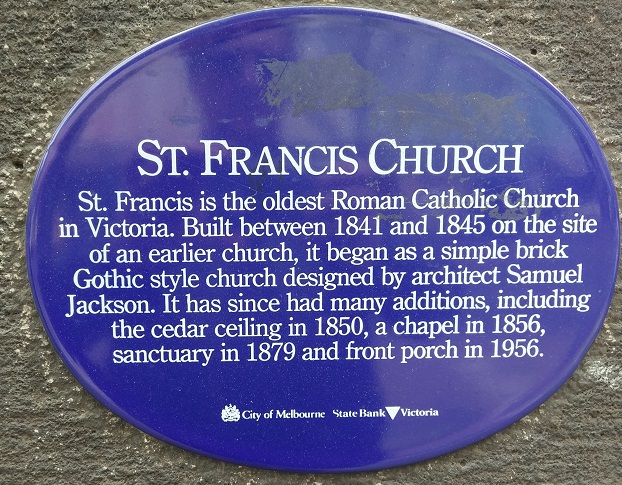 ST. FRANCIS CHURCH
St. Francis is the oldest Roman Catholic Church
in Victoria. Built between 1841 and 1845 on the site
of an earlier church, it began as a simple brick
Gothic style church designed by architect Samuel
Jackson. It has since had many additions, including
the cedar ceiling in 1850, a chapel in 1856,
sanctuary in 1879 and front porch in 1956.
City of Melbourne State Bank Victoria